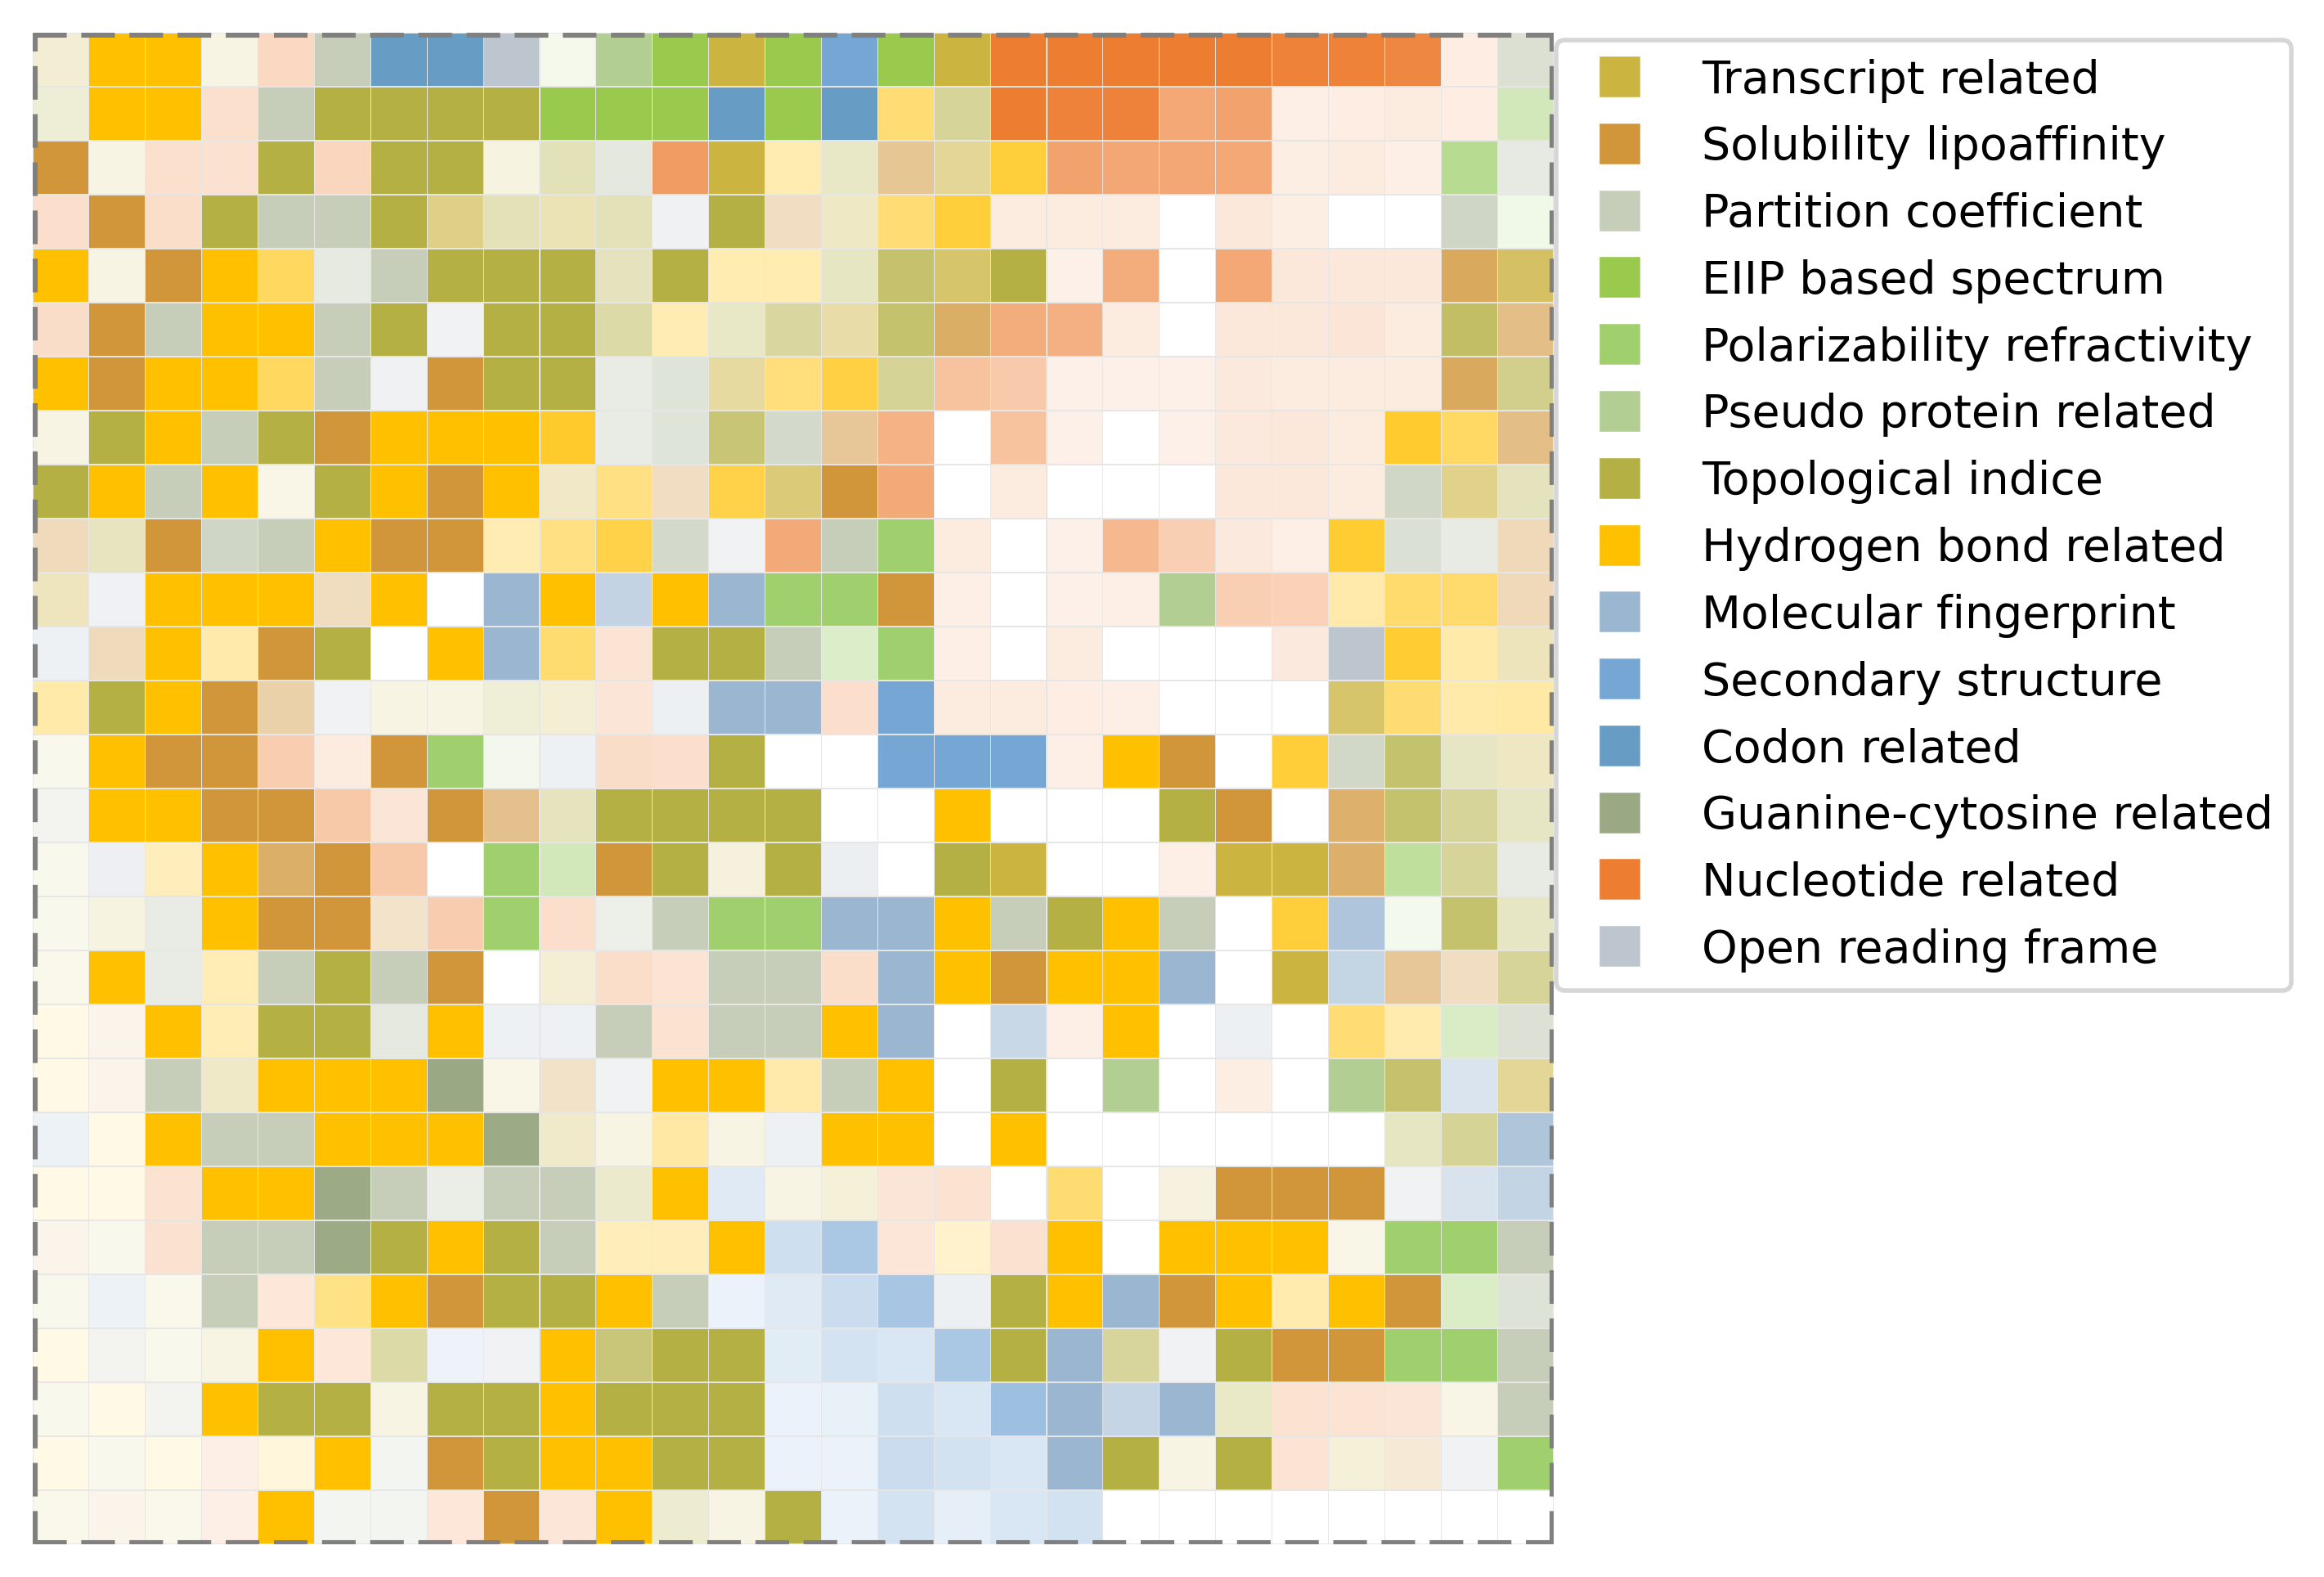 Transcript related
Solubility lipoaffinity
Partition coefficient
EIIP based spectrum
Polarizability refractivity
Pseudo protein related
Topological indice
Hydrogen bond related
Molecular fingerprint
Secondary structure
Codon related
Guanine-cytosine related
Nucleotide related
Open reading frame